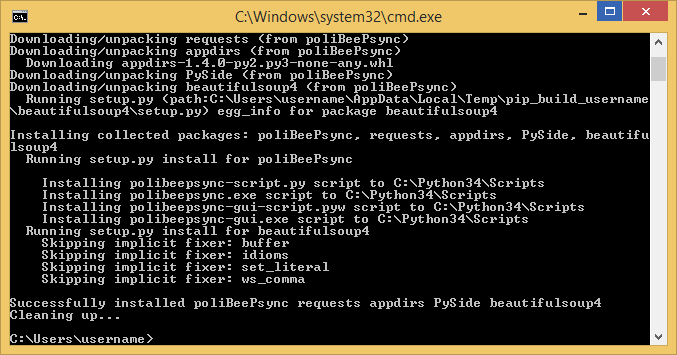 C:\Windows\system32\cmd.exe
Downloading/unpacking requests (from poliBeePsync)
Downloading/unpacking appdirs (from poliBeePsync)
  Downloading appdirs-1.4.0-py2.py3-none-any.whl
Downloading/unpacking PySide (from poliBeePsync)
Downloading/unpacking beautifulsoup4 (from poliBeePsync)
  Running setup.py (path:C:\Users\username\AppData\Local\Temp\pip_build_username
\beautifulsoup4\setup.py) egg_info for package beautifulsoup4

Installing collected packages: poliBeePsync, requests, appdirs, PySide, beautifu
lsoup4
  Running setup.py install for poliBeePsync

    Installing polibeepsync-script.py script to C:\Python34\Scripts
    Installing polibeepsync.exe script to C:\Python34\Scripts
    Installing polibeepsync-gui-script.pyw script to C:\Python34\Scripts
    Installing polibeepsync-gui.exe script to C:\Python34\Scripts
  Running setup.py install for beautifulsoup4
    Skipping implicit fixer: buffer
    Skipping implicit fixer: idioms
    Skipping implicit fixer: set_literal
    Skipping implicit fixer: ws_comma

Successfully installed poliBeePsync requests appdirs PySide beautifulsoup4
Cleaning up...

C:\Users\username>